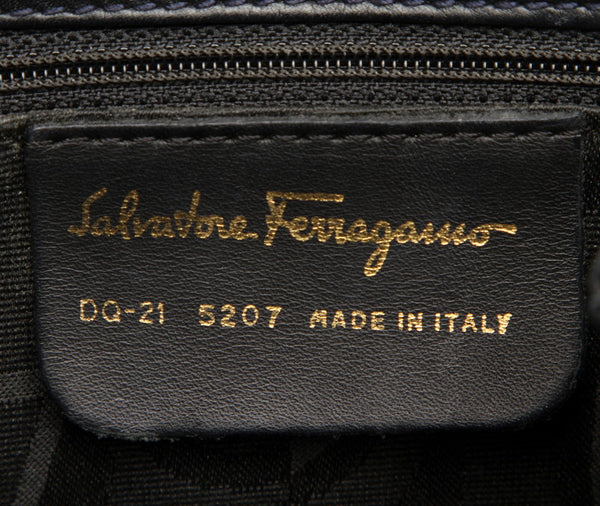 Salvatore Ferragamo
DQ-21 5207 MADE IN ITALY